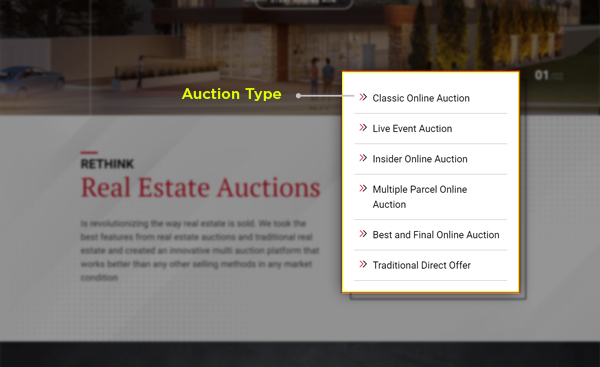 01
Auction Type
Classic Online Auction
Live Event Auction
Insider Online Auction
Multiple Parcel Online
Auction
Best and Final Online Auction
Traditional Direct Offer
RETHINK
Real Estate Auctions
Is revolutionizing the way real estate is sold. We took the
best features from real estate auctions and traditional real
estate and created an innovative multi auction platform that
works better than any other selling methods in any market
condition